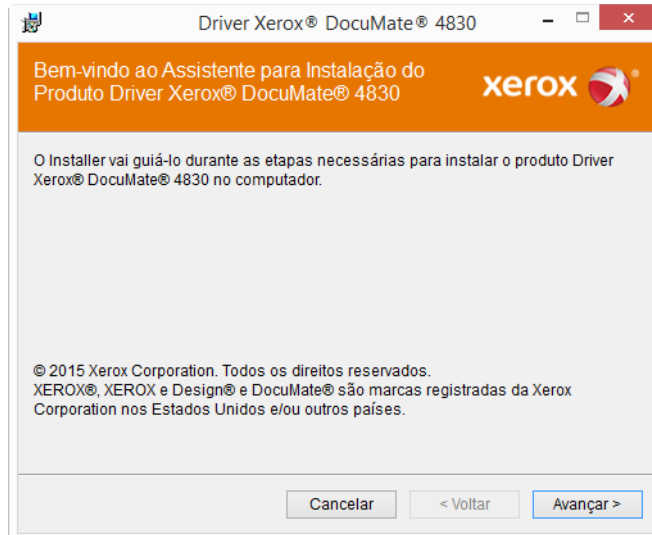 Driver Xerox® DocuMate® 4830
Bem-vindo ao Assistente para Instalação do
Produto Driver Xerox® DocuMate® 4830
xerox ®
O Installer vai guiá-lo durante as etapas necessárias para instalar o produto Driver
Xerox® DocuMate® 4830 no computador.
© 2015 Xerox Corporation. Todos os direitos reservados.
XEROX®, XEROX e Design® e DocuMate® são marcas registradas da Xerox
Corporation nos Estados Unidos e/ou outros países.
Cancelar < Voltar Avançar >